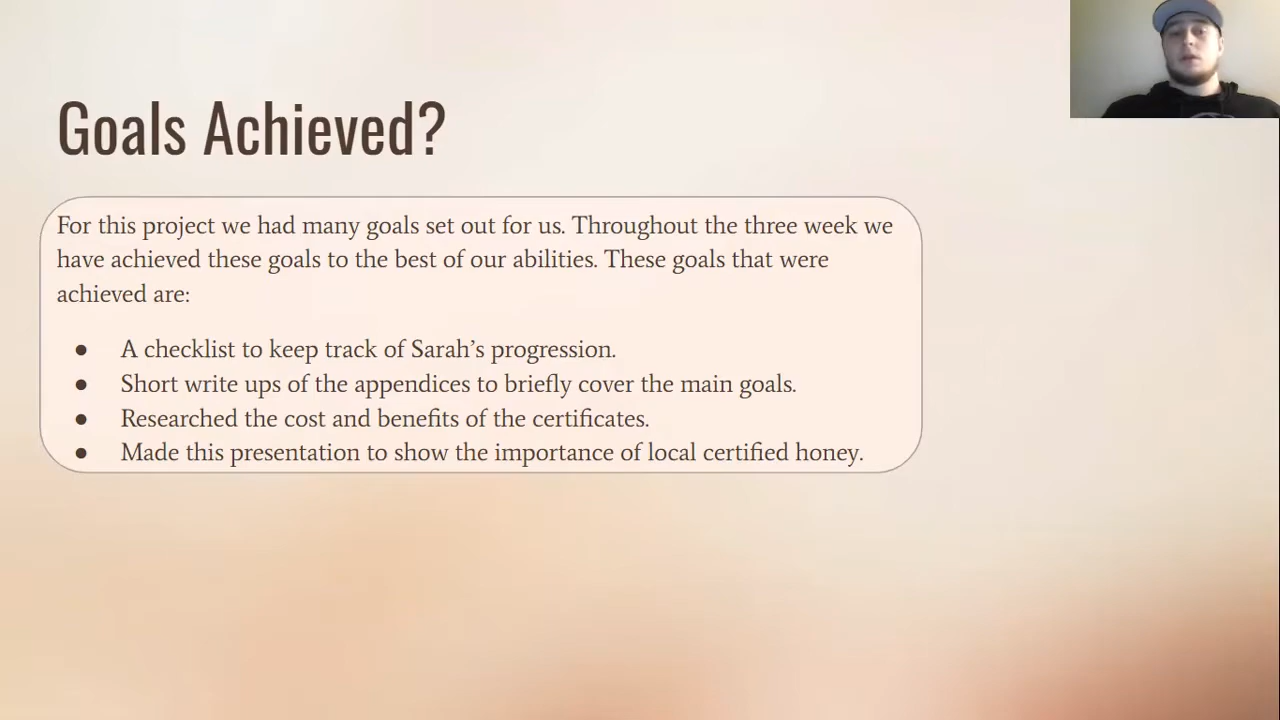 Goals Achieved?
For this project we had many goals set out for us. Throughout the three week we
have achieved these goals to the best of our abilities. These goals that were
achieved are:
● A checklist to keep track of Sarah’s progression.
● Short write ups of the appendices to briefly cover the main goals.
● Researched the cost and benefits of the certificates.
● Made this presentation to show the importance of local certified honey.